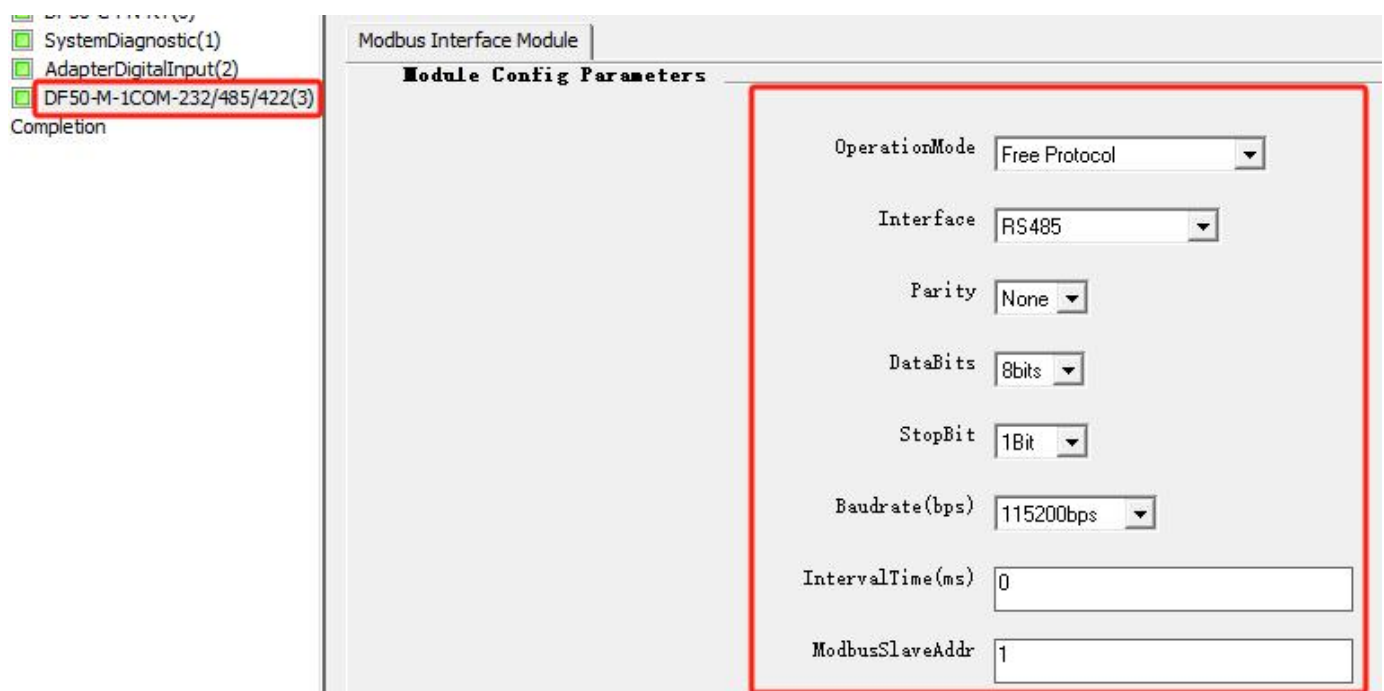 SystemDiagnostic(1)
AdapterDigitalInput(2)
DF50-M-1COM-232/485/422(3)
Completion
Modbus Interface Module
Module Config Parameters
OperationMode Free Protocol
Interface RS485
Parity None
DataBits 8bits
StopBit 1Bit
Baudrate(bps) 115200bps
IntervalTime(ms) 0
ModbusSlaveAddr 1